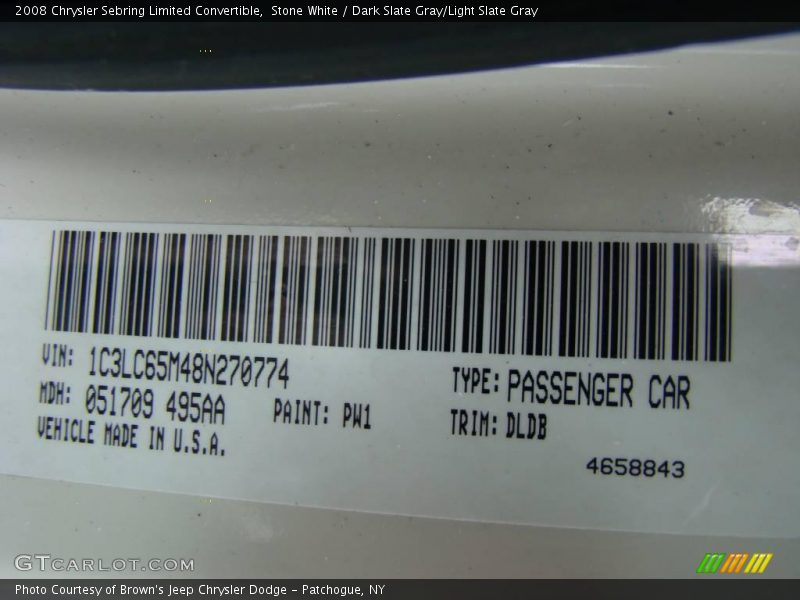 2008 Chrysler Sebring Limited Convertible,  Stone White / Dark Slate Gray/Light Slate Gray
VIN: 1C3LC65M48N270774
TYPE: PASSENGER CAR
MDH: 051709 495AA
PAINT: PW1
TRIM: DLDB
VEHICLE MADE IN U.S.A.
4658843
GTCARLOT.COM
Photo Courtesy of Brown's Jeep Chrysler Dodge - Patchogue, NY